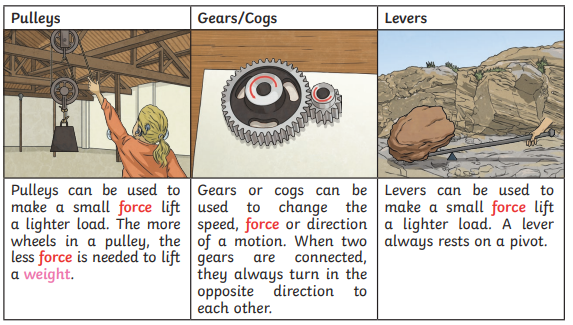 Pulleys
Gears/Cogs
Levers
Pulleys can be used to
make a small force lift
a lighter load. The more
wheels in a pulley, the
less force is needed to lift
a weight.
Gears or cogs can be
used to change the
speed, force or direction
of a motion. When two
gears are connected,
they always turn in the
opposite direction to
each other.
Levers can be used to
make a small force lift
a lighter load. A lever
always rests on a pivot.